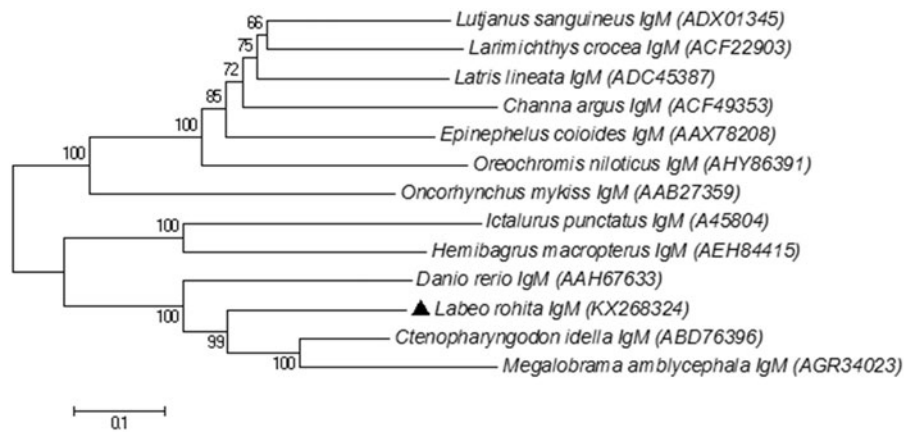 66
Lutjanus sanguineus IgM (ADX01345)
75
Larimichthys crocea IgM (ACF22903)
72
Latris lineata IgM (ADC45387)
85
Channa argus IgM (ACF49353)
100
Epinephelus coioides IgM (AAX78208)
100
Oreochromis niloticus IgM (AHY86391)
Oncorhynchus mykiss IgM (AAB27359)
100
Ictalurus punctatus IgM (A45804)
Hemibagrus macropterus IgM (AEH84415)
Danio rerio IgM (AAH67633)
100
Labeo rohita IgM (KX268324)
99
Ctenopharyngodon idella IgM (ABD76396)
100
Megalobrama amblycephala IgM (AGR34023)
0.1